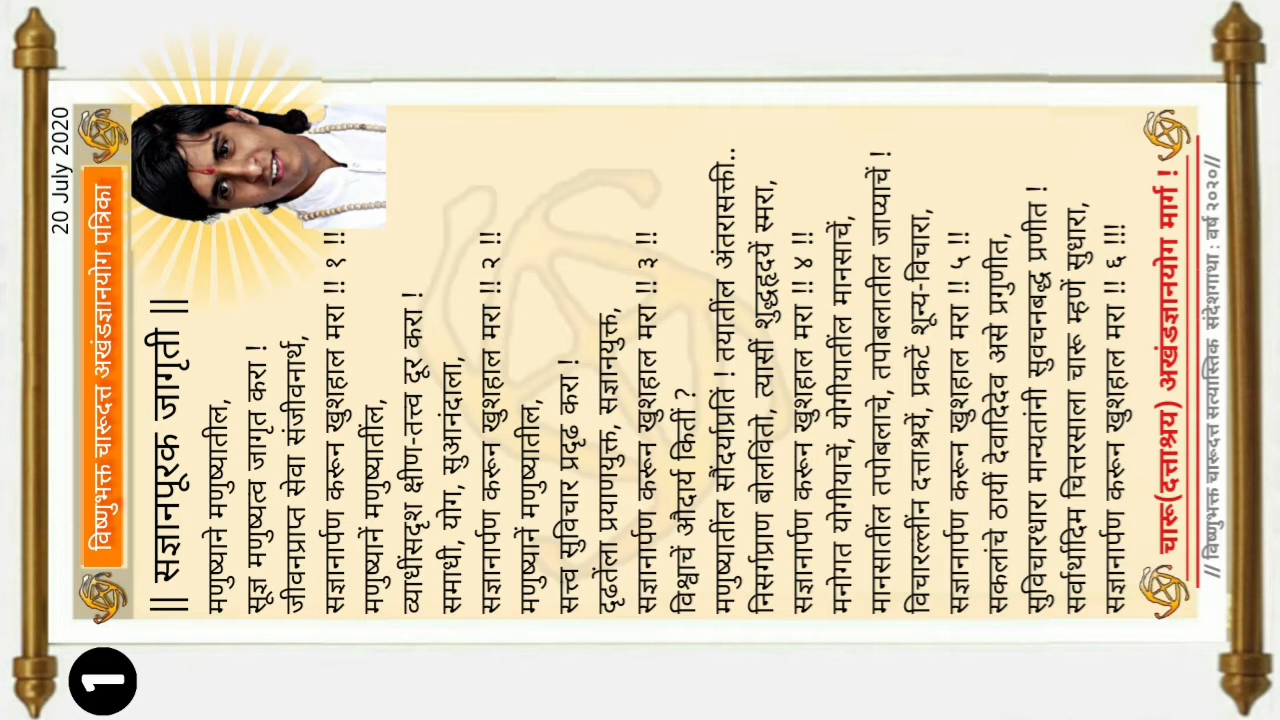 20 July 2020
विष्णुभक्त चारूदत्त अखंडज्ञानयोग पत्रिका
|| सज्ञानपूरक जागृती ||
मणुष्याने मणुष्यातील,
सूज्ञ मणुष्यत्व जागृत करा !
जीवनप्राप्त सेवा संजीवनार्थ,
सज्ञानार्पण करून खुशहाल मरा !! १ !!
मणुष्यानें मणुष्यातींल,
व्याधींसदृश क्षीण-तत्त्व दूर करा !
समाधी, योग, सुआनंदाला,
सज्ञानार्पण करून खुशहाल मरा !! २ !!
मणुष्यानें मणुष्यातील,
सत्त्व सुविचार प्रदृढ करा !
दृढतेंला प्रयाणयुक्त, सज्ञानयुक्त,
सज्ञानार्पण करून खुशहाल मरा !! ३ !!
विश्वाचें औदार्य कितीं ?
मणुष्यातींल सौंदर्याप्रतिं ! तयातींल अंतरासक्ती..
निसर्गप्राण बोलवितो, त्यासीं शुद्धहृदयें स्मरा,
सज्ञानार्पण करून खुशहाल मरा !! ४ !!
मनोगत योगीयाचें, योगीयातींल मानसाचें,
मानसातींल तपोबलाचे, तपोबलातील जाप्याचें !
विचारल्लींन दत्ताश्रयें, प्रकटें शून्य-विचारा,
सज्ञानार्पण करून खुशहाल मरा !! ५ !!
सकलांचे ठायीं देवादिदेव असे प्रगुणीत,
सुविचारधारा मान्यतांनी सुवचनबद्ध प्रणीत !
सर्वार्थादिम चित्तरसाला चारू म्हणें सुधारा,
सज्ञानार्पण करून खुशहाल मरा !! ६ !!!
चारू(दत्ताश्रय) अखंडज्ञानयोग मार्ग !
// विष्णुभक्त चारूदत्त सत्यास्तिक संदेशगाथा : वर्ष २०२०//
1